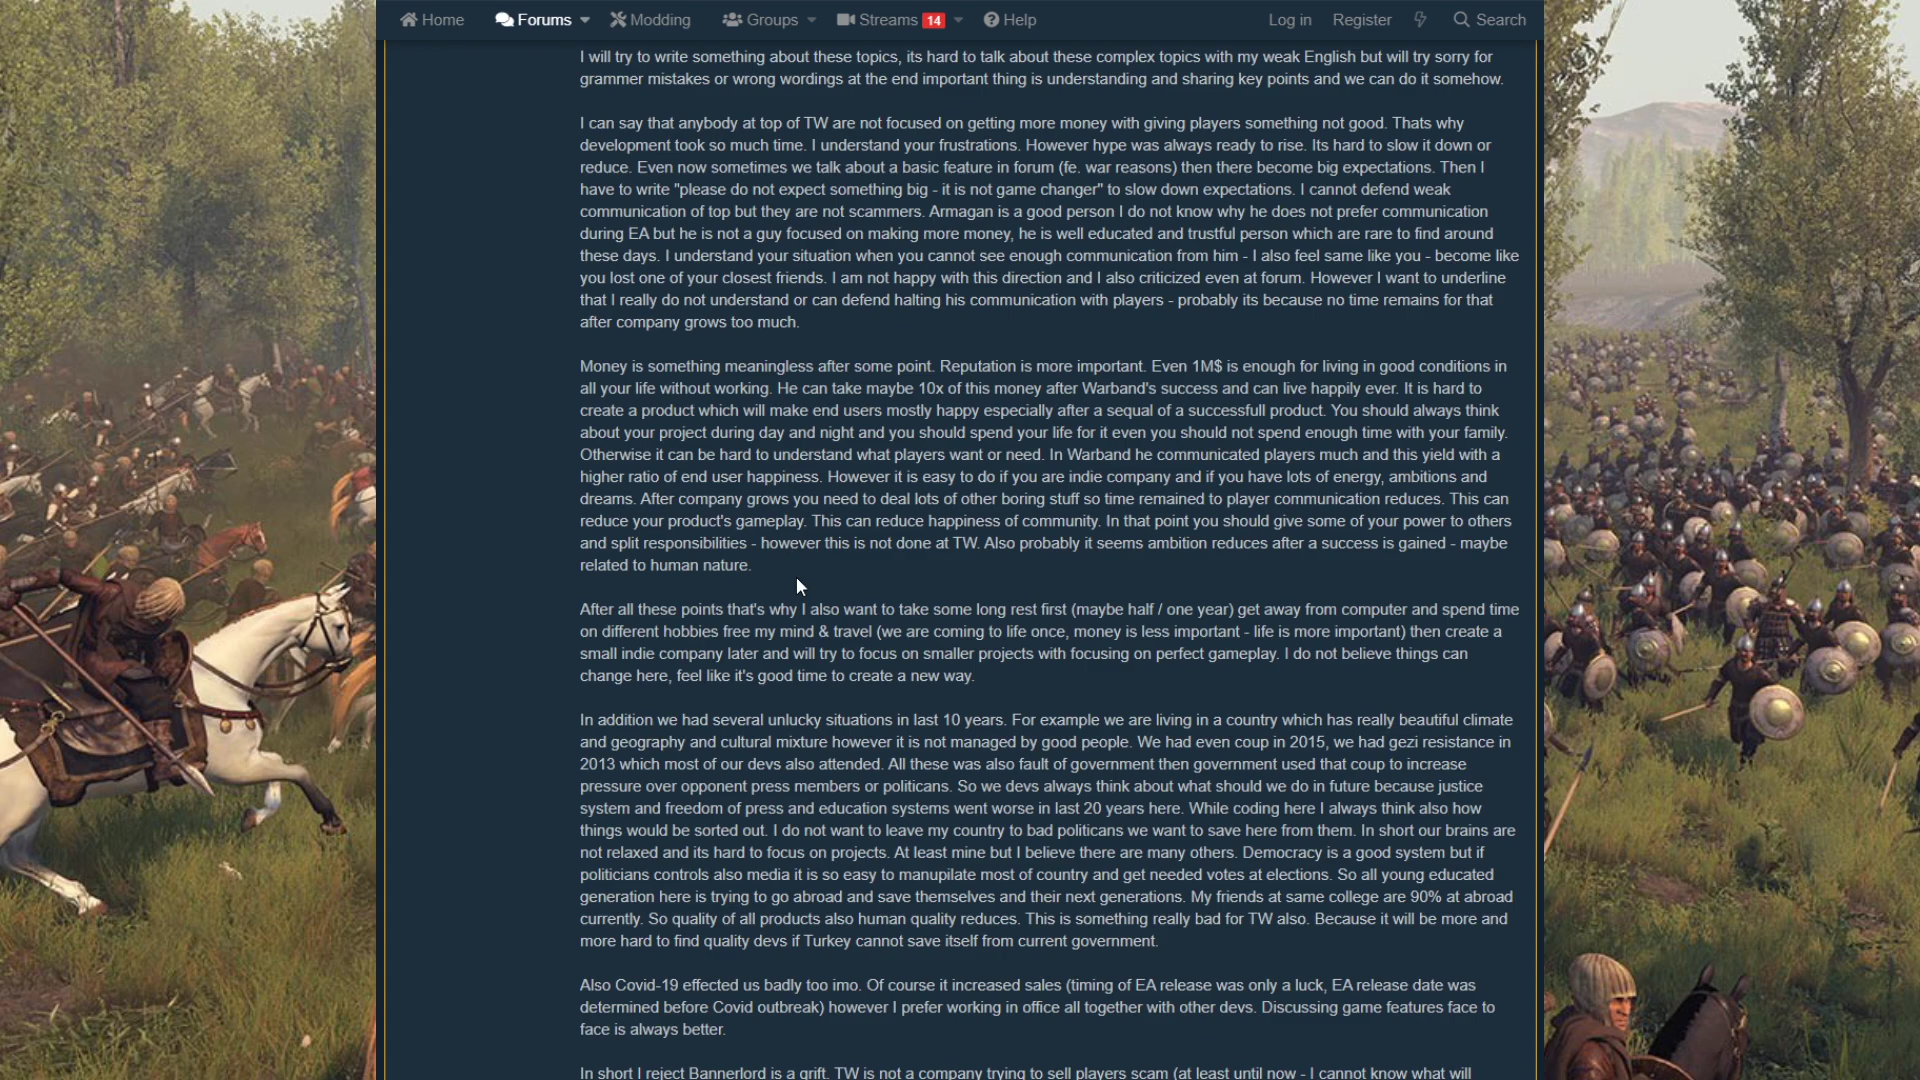 Home Forums Modding Groups Streams 14 Help Log in Register Search
I will try to write something about these topics, its hard to talk about these complex topics with my weak English but will try sorry for
grammer mistakes or wrong wordings at the end important thing is understanding and sharing key points and we can do it somehow.
I can say that anybody at top of TW are not focused on getting more money with giving players something not good. Thats why
development took so much time. I understand your frustrations. However hype was always ready to rise. Its hard to slow it down or
reduce. Even now sometimes we talk about a basic feature in forum (fe. war reasons) then there become big expectations. Then I
have to write "please do not expect something big - it is not game changer" to slow down expectations. I cannot defend weak
communication of top but they are not scammers. Armagan is a good person I do not know why he does not prefer communication
during EA but he is not a guy focused on making more money, he is well educated and trustful person which are rare to find around
these days. I understand your situation when you cannot see enough communication from him - I also feel same like you - become like
you lost one of your closest friends. I am not happy with this direction and I also criticized even at forum. However I want to underline
that I really do not understand or can defend halting his communication with players - probably its because no time remains for that
after company grows too much.
Money is something meaningless after some point. Reputation is more important. Even 1M$ is enough for living in good conditions in
all your life without working. He can take maybe 10x of this money after Warband's success and can live happily ever. It is hard to
create a product which will make end users mostly happy especially after a sequal of a successfull product. You should always think
about your project during day and night and you should spend your life for it even you should not spend enough time with your family.
Otherwise it can be hard to understand what players want or need. In Warband he communicated players much and this yield with a
higher ratio of end user happiness. However it is easy to do if you are indie company and if you have lots of energy, ambitions and
dreams. After company grows you need to deal lots of other boring stuff so time remained to player communication reduces. This can
reduce your product's gameplay. This can reduce happiness of community. In that point you should give some of your power to others
and split responsibilities - however this is not done at TW. Also probably it seems ambition reduces after a success is gained - maybe
related to human nature.
After all these points that's why I also want to take some long rest first (maybe half / one year) get away from computer and spend time
on different hobbies free my mind & travel (we are coming to life once, money is less important - life is more important) then create a
small indie company later and will try to focus on smaller projects with focusing on perfect gameplay. I do not believe things can
change here, feel like it's good time to create a new way.
In addition we had several unlucky situations in last 10 years. For example we are living in a country which has really beautiful climate
and geography and cultural mixture however it is not managed by good people. We had even coup in 2015, we had gezi resistance in
2013 which most of our devs also attended. All these was also fault of government then government used that coup to increase
pressure over opponent press members or politicans. So we devs always think about what should we do in future because justice
system and freedom of press and education systems went worse in last 20 years here. While coding here I always think also how
things would be sorted out. I do not want to leave my country to bad politicans we want to save here from them. In short our brains are
not relaxed and its hard to focus on projects. At least mine but I believe there are many others. Democracy is a good system but if
politicians controls also media it is so easy to manupilate most of country and get needed votes at elections. So all young educated
generation here is trying to go abroad and save themselves and their next generations. My friends at same college are 90% at abroad
currently. So quality of all products also human quality reduces. This is something really bad for TW also. Because it will be more and
more hard to find quality devs if Turkey cannot save itself from current government.
Also Covid-19 effected us badly too imo. Of course it increased sales (timing of EA release was only a luck, EA release date was
determined before Covid outbreak) however I prefer working in office all together with other devs. Discussing game features face to
face is always better.
In short I reject Bannerlord is a grift. TW is not a company trying to sell players scam (at least until now - I cannot know what will